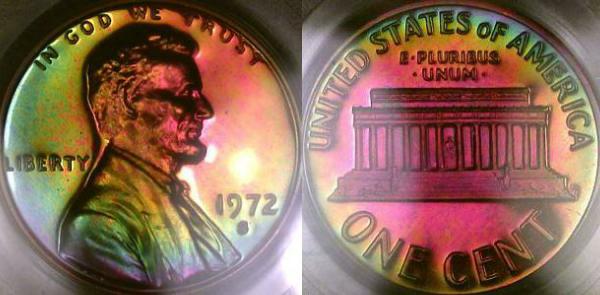 IN GOD WE TRUST
LIBERTY
1972
S
UNITED STATES OF AMERICA
E·PLURIBUS
·UNUM·
ONE CENT